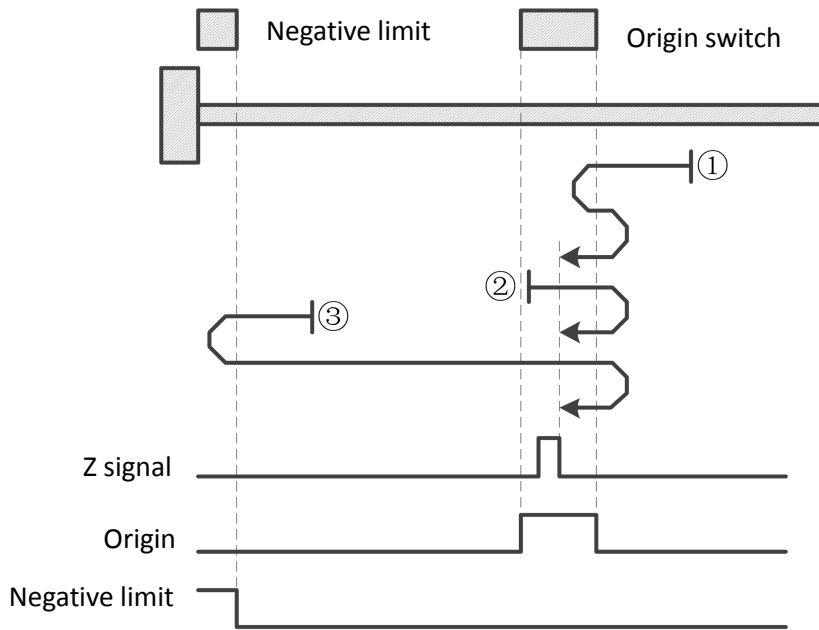 Negative limit
Origin switch
①
②
③
Z signal
Origin
Negative limit